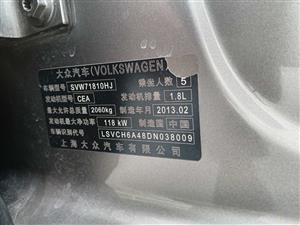 大众汽车(VOLKSWAGEN)
车辆型号 SVW71810HJ 乘坐人数 5
发动机型号 CEA 发动机排量 1.8L
最大允许总质量 2060kg 制造年月 2013.02
发动机最大净功率 118 kW 制造国 中国
车辆识别代号 LSVCH6A48DN038009
上海大众汽车有限公司